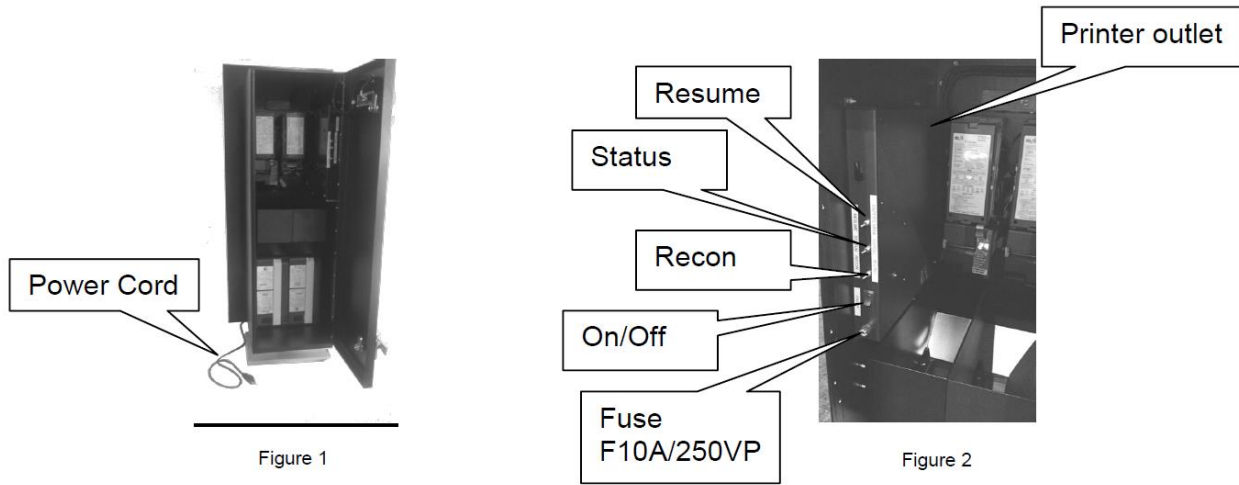 Printer outlet
Resume
Status
Recon
Power Cord
On/Off
Fuse
F10A/250VP
Figure 1
Figure 2